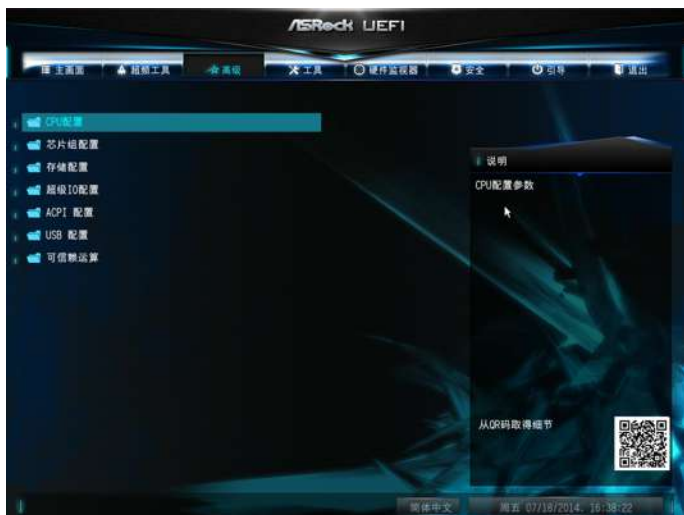 ASRock UEFI
主画面 超频工具 高级 工具 硬件监视器 安全 引导 退出
CPU配置
芯片组配置
存储配置
超级IO配置
ACPI 配置
USB 配置
可信赖运算
说明
CPU配置参数
从QR码取得细节
简体中文 周五 07/18/2014. 16:38:22